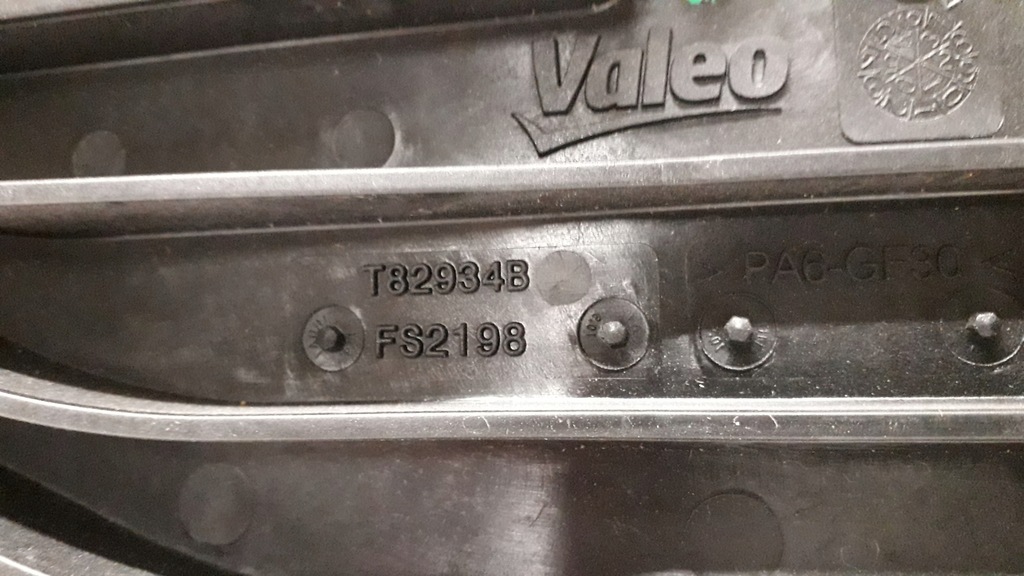 Valeo
T82934B
>PA6-GF30<
FS2198